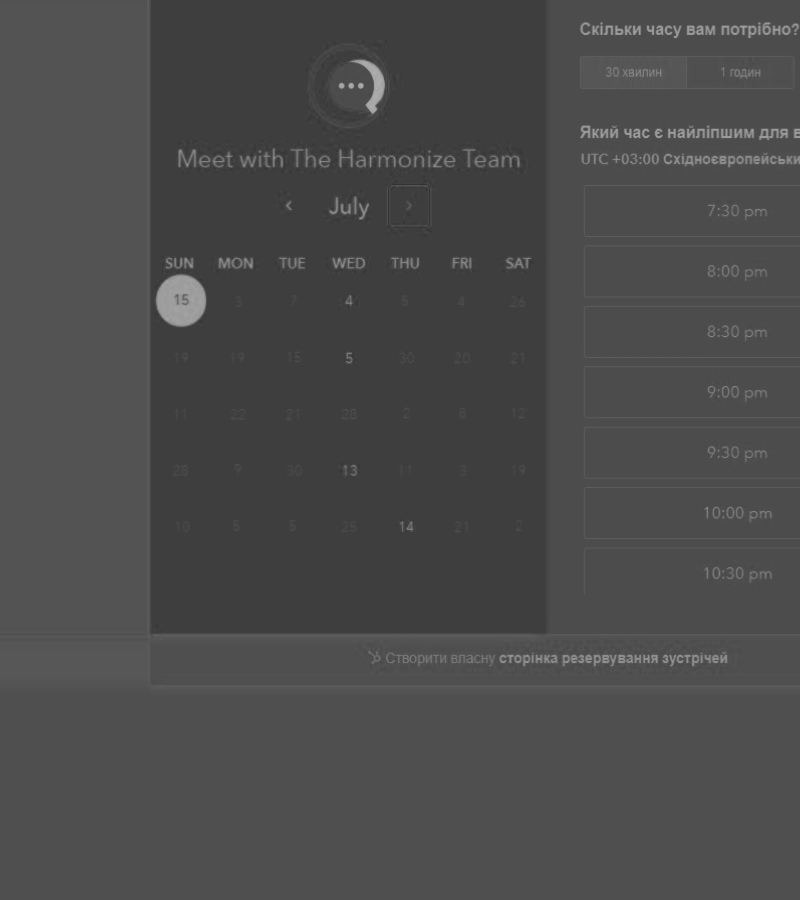 Meet with The Harmonize Team
July
SUN MON TUE WED THU FRI SAT
15 3 7 4 5 4 26
19 19 15 5 30 20 21
11 22 21 28 2 6 12
28 9 30 13 11 3 19
10 5 5 25 14 21 2
Скільки часу вам потрібно?
30 хвилин 1 годин
Який час є найліпшим для
UTC +03:00
7:30 pm
8:00 pm
8:30 pm
9:00 pm
9:30 pm
10:00 pm
10:30 pm
Створити власну сторінка резервування зустрічей